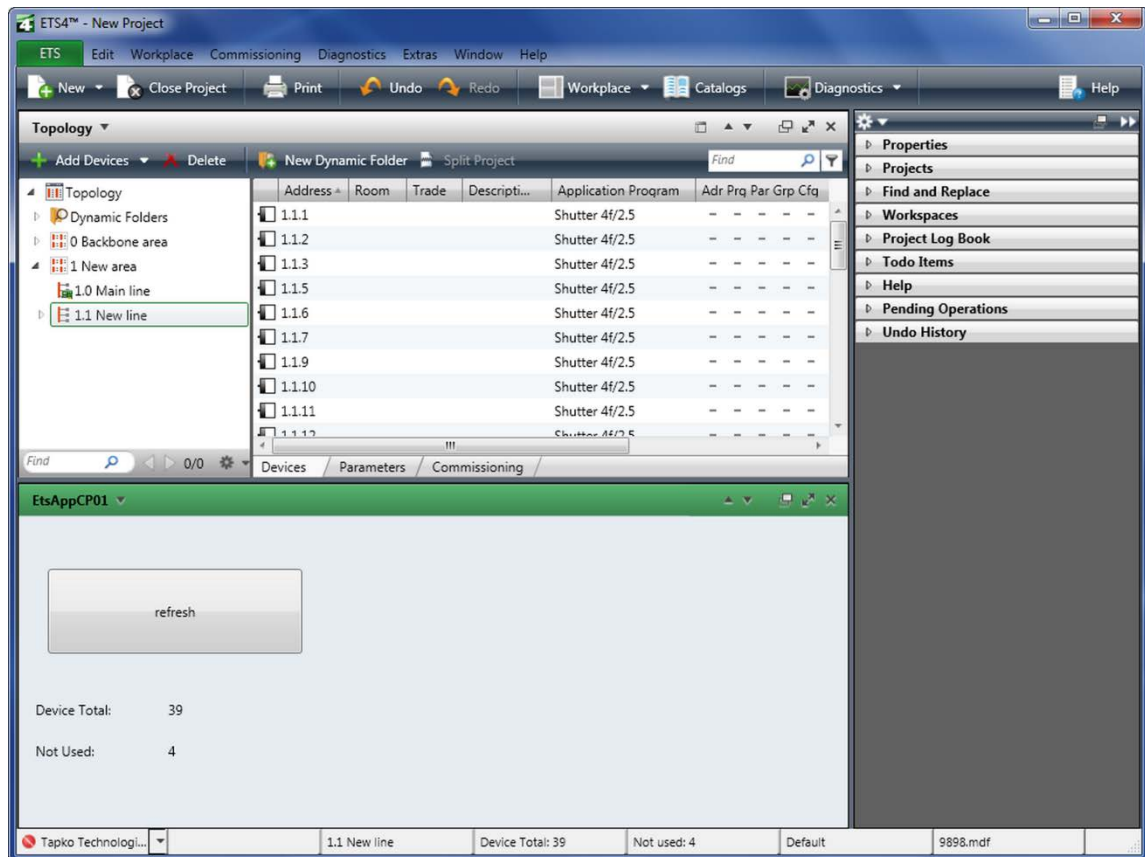 ETS4™ - New Project
ETS Edit Workplace Commissioning Diagnostics Extras Window Help
New Close Project Print Undo Redo Workplace Catalogs Diagnostics Help
Topology
Add Devices Delete New Dynamic Folder Split Project Find
Topology
Dynamic Folders
0 Backbone area
1 New area
1.0 Main line
1.1 New line
Find 0/0
Address Room Trade Descripti... Application Program Adr Prg Par Grp Cfg
1.1.1 Shutter 4f/2.5 - - - - -
1.1.2 Shutter 4f/2.5 - - - - -
1.1.3 Shutter 4f/2.5 - - - - -
1.1.5 Shutter 4f/2.5 - - - - -
1.1.6 Shutter 4f/2.5 - - - - -
1.1.7 Shutter 4f/2.5 - - - - -
1.1.9 Shutter 4f/2.5 - - - - -
1.1.10 Shutter 4f/2.5 - - - - -
1.1.11 Shutter 4f/2.5 - - - - -
1.1.12 Shutter 4f/2.5 - - - - -
Devices Parameters Commissioning
Properties
Projects
Find and Replace
Workspaces
Project Log Book
Todo Items
Help
Pending Operations
Undo History
EtsAppCP01
refresh
Device Total: 39
Not Used: 4
Tapko Technologi... 1.1 New line Device Total: 39 Not used: 4 Default 9898.mdf